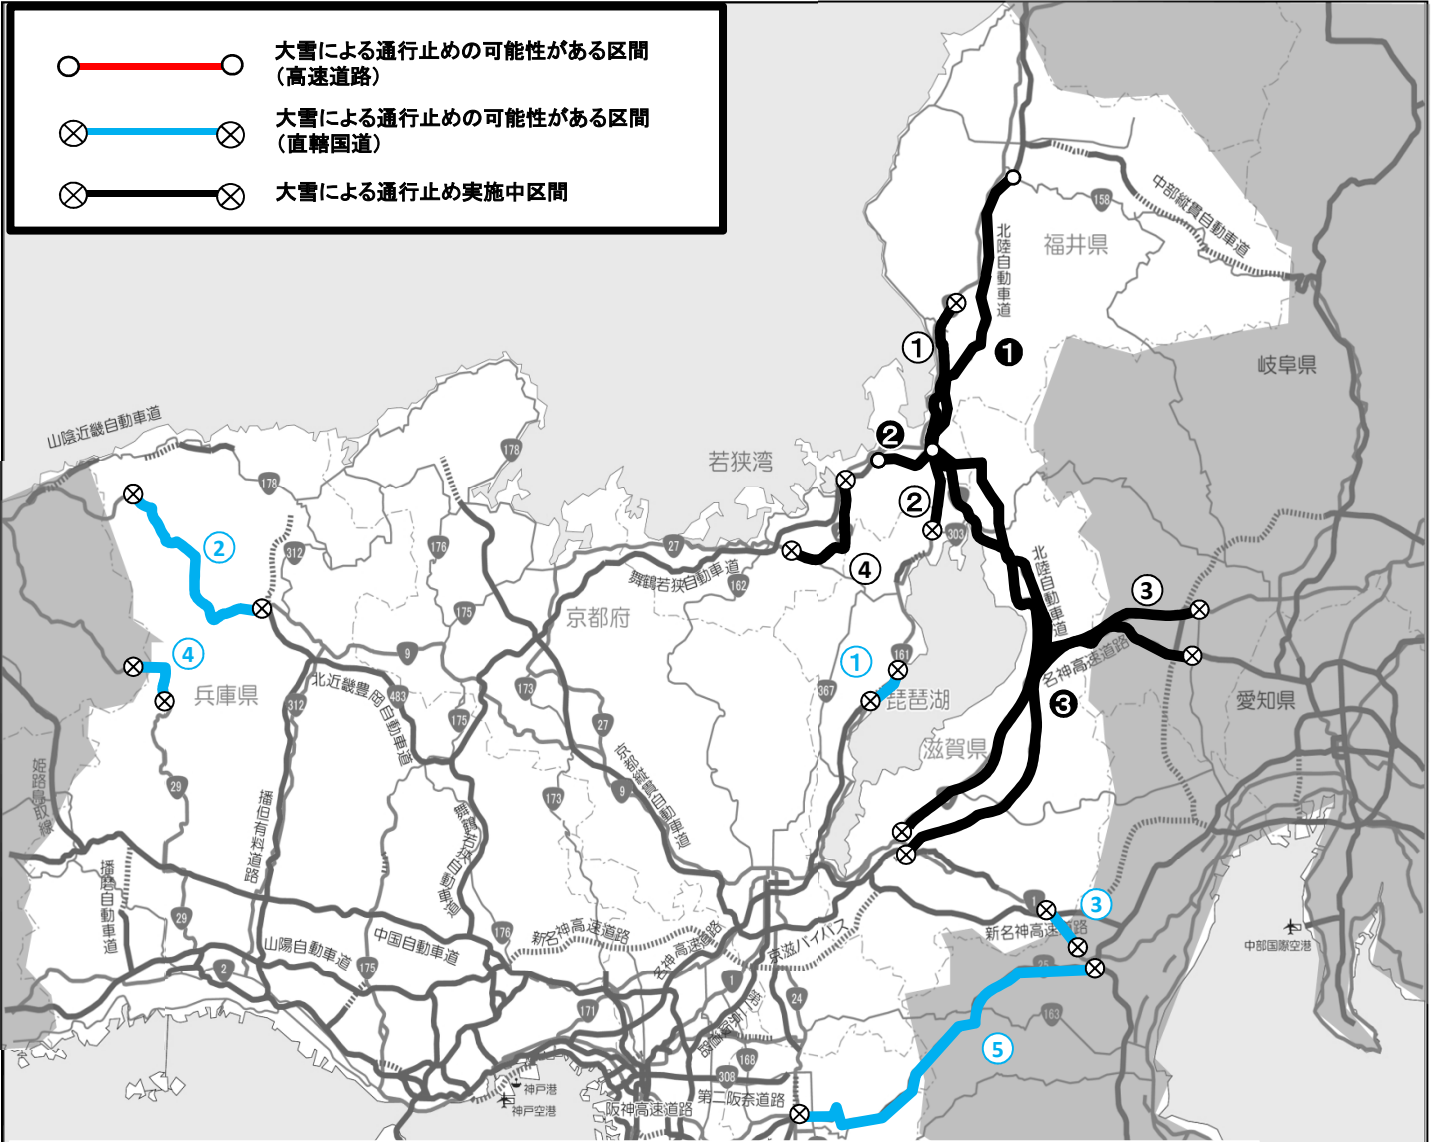 大雪による通行止めの可能性がある区間
（高速道路）
大雪による通行止めの可能性がある区間
（直轄国道）
大雪による通行止め実施中区間
中部縦貫自動車道
158
北陸自動車道
福井県
①
❶
岐阜県
山陰近畿自動車道
❷
178
若狭湾
178
②
303
②
312
176
27
舞鶴若狭自動車道
162
④
北陸自動車道
③
175
京都府
9
④
①
161
名神高速道路
兵庫県
北近畿豊岡自動車道
483
173
367
琵琶湖
愛知県
312
175
27
❸
滋賀県
姫路鳥取線
29
播但有料道路
舞鶴若狭自動車道
173
9
京都縦貫自動車道
播磨自動車道
29
1
③
新名神高速道路
山陽自動車道
中国自動車道
176
新名神高速道路
名神高速道路
京滋バイパス
中部国際空港
2
175
1
25
24
171
163
⑤
168
308
神戸港
神戸空港
阪神高速道路
第二阪奈道路